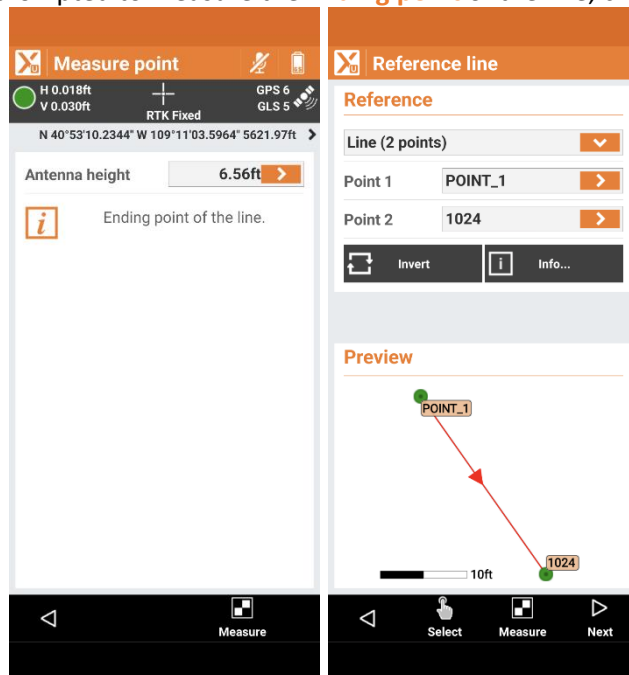 Measure point
H 0.018ft
V 0.030ft
RTK Fixed
GPS 6
GLS 5
N 40°53'10.2344" W 109°11'03.5964" 5621.97ft
Antenna height 6.56ft
i Ending point of the line.
Measure
Reference line
Reference
Line (2 points)
Point 1 POINT_1
Point 2 1024
Invert
i Info...
Preview
POINT_1
1024
10ft
Select Measure Next